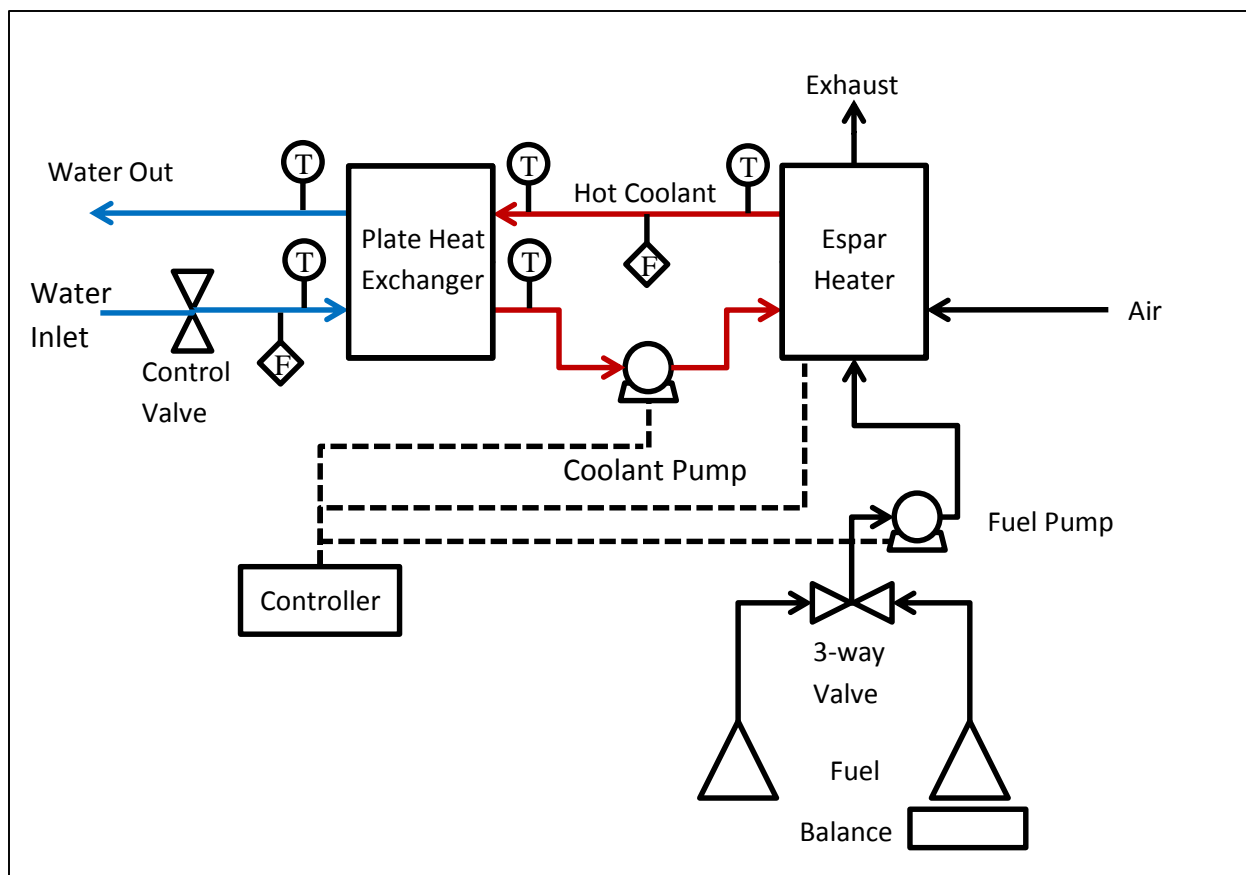 Exhaust
T
T
T
Water Out
Hot Coolant
Plate Heat
Exchanger
Espar
Heater
T
T
F
Water
Inlet
Air
F
Control
Valve
Coolant Pump
Fuel Pump
Controller
3-way
Valve
Fuel
Balance